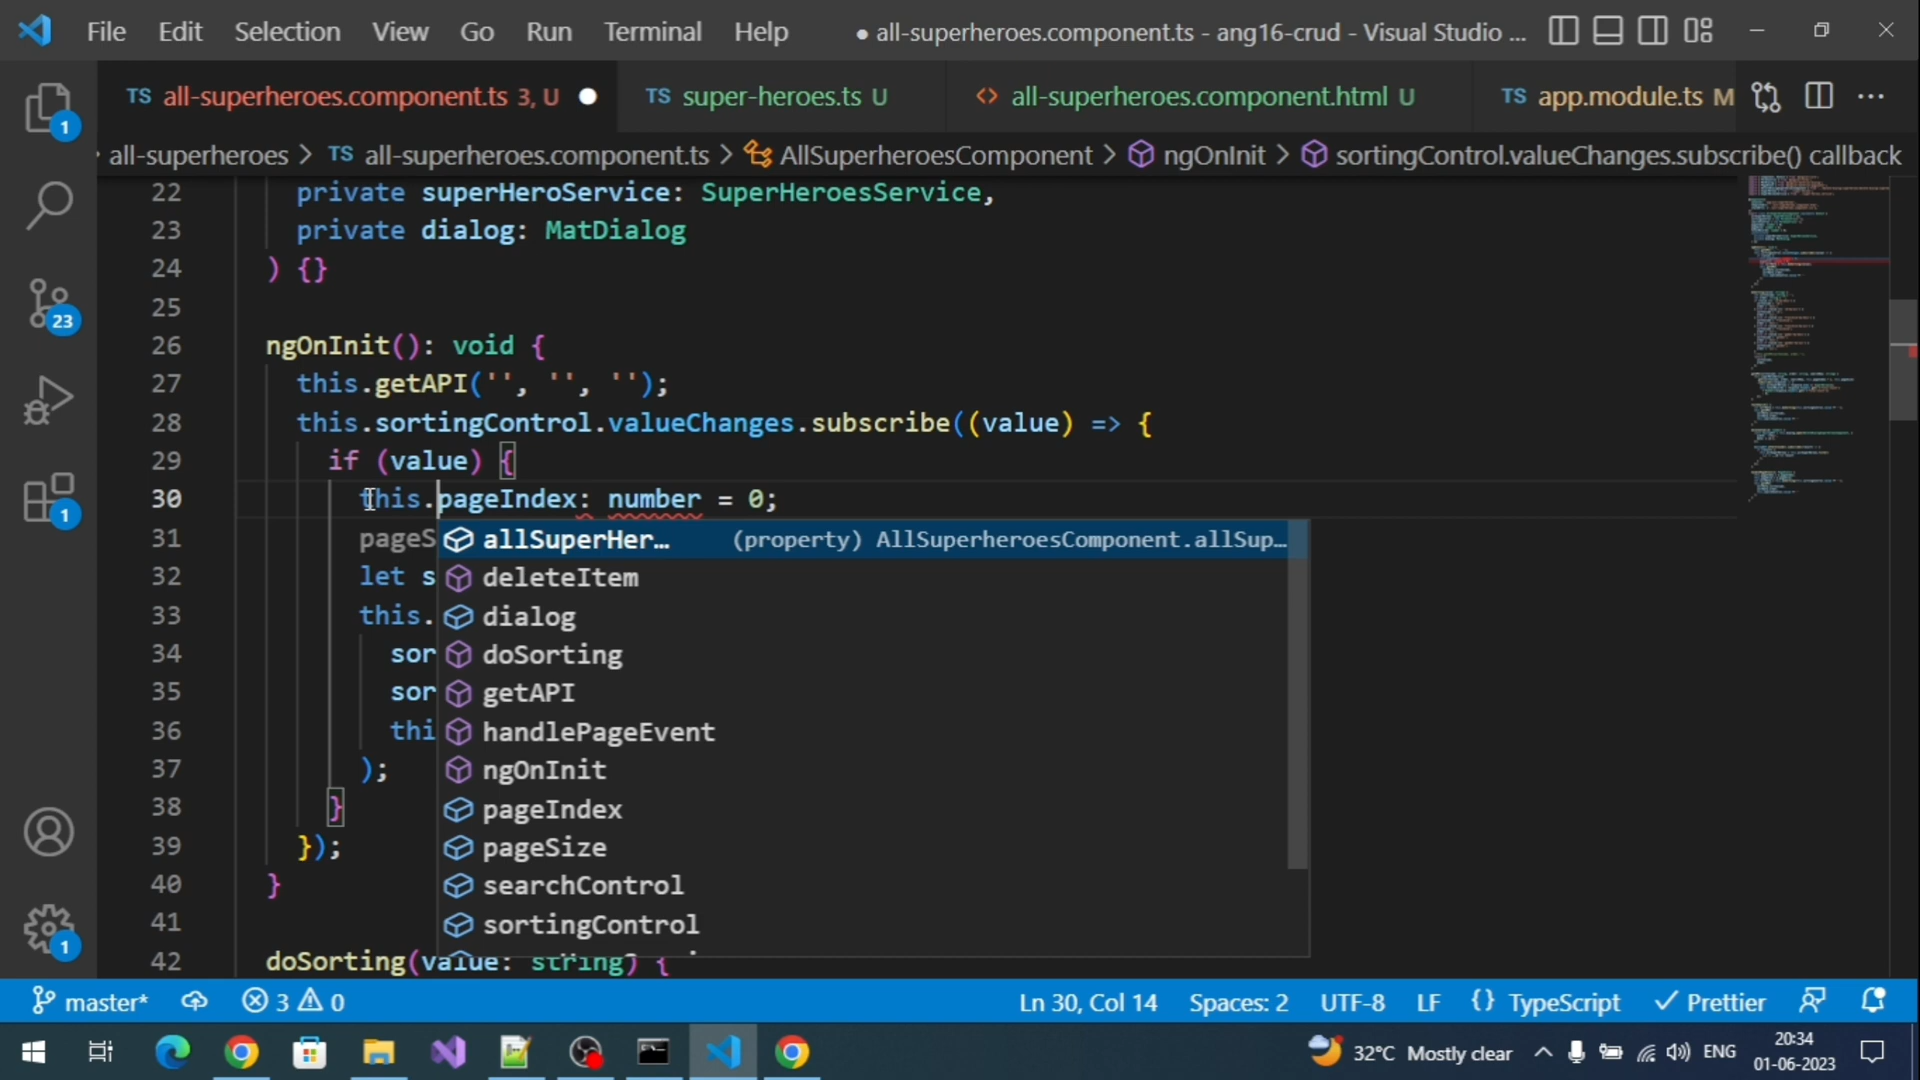 File Edit Selection View Go Run Terminal Help ● all-superheroes.component.ts - ang16-crud - Visual Studio ...
TS all-superheroes.component.ts 3, U TS super-heroes.ts U <> all-superheroes.component.html U TS app.module.ts M
all-superheroes > TS all-superheroes.component.ts > AllSuperheroesComponent > ngOnInit > sortingControl.valueChanges.subscribe() callback
22 private superHeroService: SuperHeroesService,
23 private dialog: MatDialog
24 ) {}
25
26 ngOnInit(): void {
27 this.getAPI('', '', '');
28 this.sortingControl.valueChanges.subscribe((value) => {
29 if (value) {
30 this.pageIndex: number = 0;
31 pageS
allSuperHer... (property) AllSuperheroesComponent.allSup...
32 let s
deleteItem
33 this.
dialog
34 sor
doSorting
35 sor
getAPI
36 thi
handlePageEvent
37 );
ngOnInit
38 }
pageIndex
39 });
pageSize
40 }
searchControl
41
sortingControl
42 doSorting(value: string) {
1
23
1
1
master* 3 0 Ln 30, Col 14 Spaces: 2 UTF-8 LF {} TypeScript Prettier
32°C Mostly clear ENG 20:34
01-06-2023